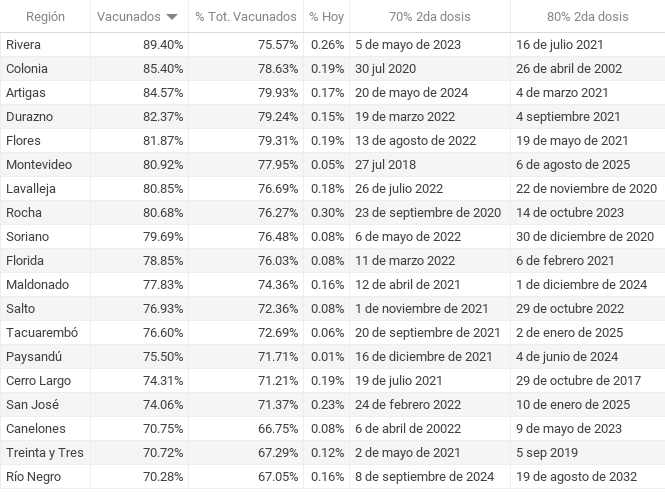 Región Vacunados % Tot. Vacunados % Hoy 70% 2da dosis 80% 2da dosis
Rivera 89.40% 75.57% 0.26% 5 de mayo de 2023 16 de julio 2021
Colonia 85.40% 78.63% 0.19% 30 jul 2020 26 de abril de 2002
Artigas 84.57% 79.93% 0.17% 20 de mayo de 2024 4 de marzo 2021
Durazno 82.37% 79.24% 0.15% 19 de marzo 2022 4 septiembre 2021
Flores 81.87% 79.31% 0.19% 13 de agosto de 2022 19 de mayo de 2021
Montevideo 80.92% 77.95% 0.05% 27 jul 2018 6 de agosto de 2025
Lavalleja 80.85% 76.69% 0.18% 26 de julio 2022 22 de noviembre de 2020
Rocha 80.68% 76.27% 0.30% 23 de septiembre de 2020 14 de octubre 2023
Soriano 79.69% 76.48% 0.08% 6 de mayo de 2022 30 de diciembre de 2020
Florida 78.85% 76.03% 0.08% 11 de marzo 2022 6 de febrero 2021
Maldonado 77.83% 74.36% 0.16% 12 de abril de 2021 1 de diciembre de 2024
Salto 76.93% 72.36% 0.08% 1 de noviembre de 2021 29 de octubre 2022
Tacuarembó 76.60% 72.69% 0.06% 20 de septiembre de 2021 2 de enero de 2025
Paysandú 75.50% 71.71% 0.01% 16 de diciembre de 2021 4 de junio de 2024
Cerro Largo 74.31% 71.21% 0.19% 19 de julio 2021 29 de octubre de 2017
San José 74.06% 71.37% 0.23% 24 de febrero 2022 10 de enero de 2025
Canelones 70.75% 66.75% 0.08% 6 de abril de 20022 9 de mayo de 2023
Treinta y Tres 70.72% 67.29% 0.12% 2 de mayo de 2021 5 sep 2019
Río Negro 70.28% 67.05% 0.16% 8 de septiembre de 2024 19 de agosto de 2032